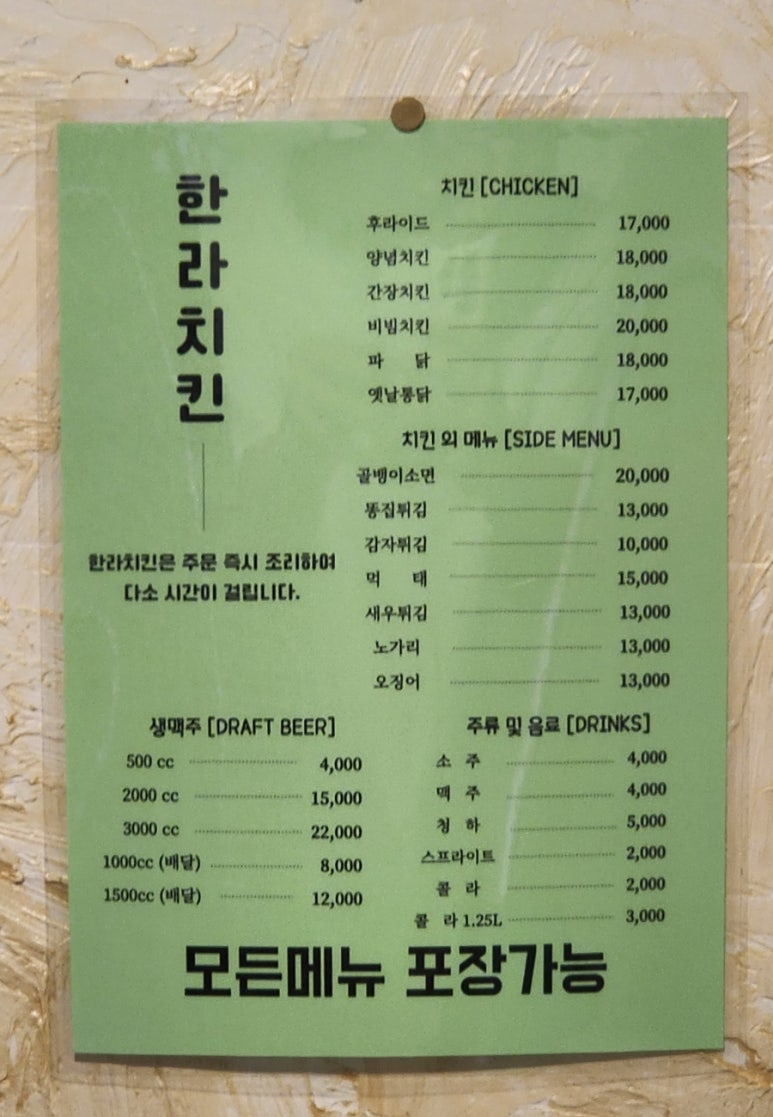 한라치킨
한라치킨은 주문 즉시 조리하여
다소 시간이 걸립니다.
치킨 [CHICKEN]
후라이드 17,000
양념치킨 18,000
간장치킨 18,000
비빔치킨 20,000
파 닭 18,000
옛날통닭 17,000
치킨 외 메뉴 [SIDE MENU]
골뱅이소면 20,000
똥집튀김 13,000
감자튀김 10,000
먹 태 15,000
새우튀김 13,000
노가리 13,000
오징어 13,000
생맥주 [DRAFT BEER]
500 cc 4,000
2000 cc 15,000
3000 cc 22,000
1000cc (배달) 8,000
1500cc (배달) 12,000
주류 및 음료 [DRINKS]
소 주 4,000
맥 주 4,000
청 하 5,000
스프라이트 2,000
콜 라 2,000
콜 라 1.25L 3,000
모든메뉴 포장가능